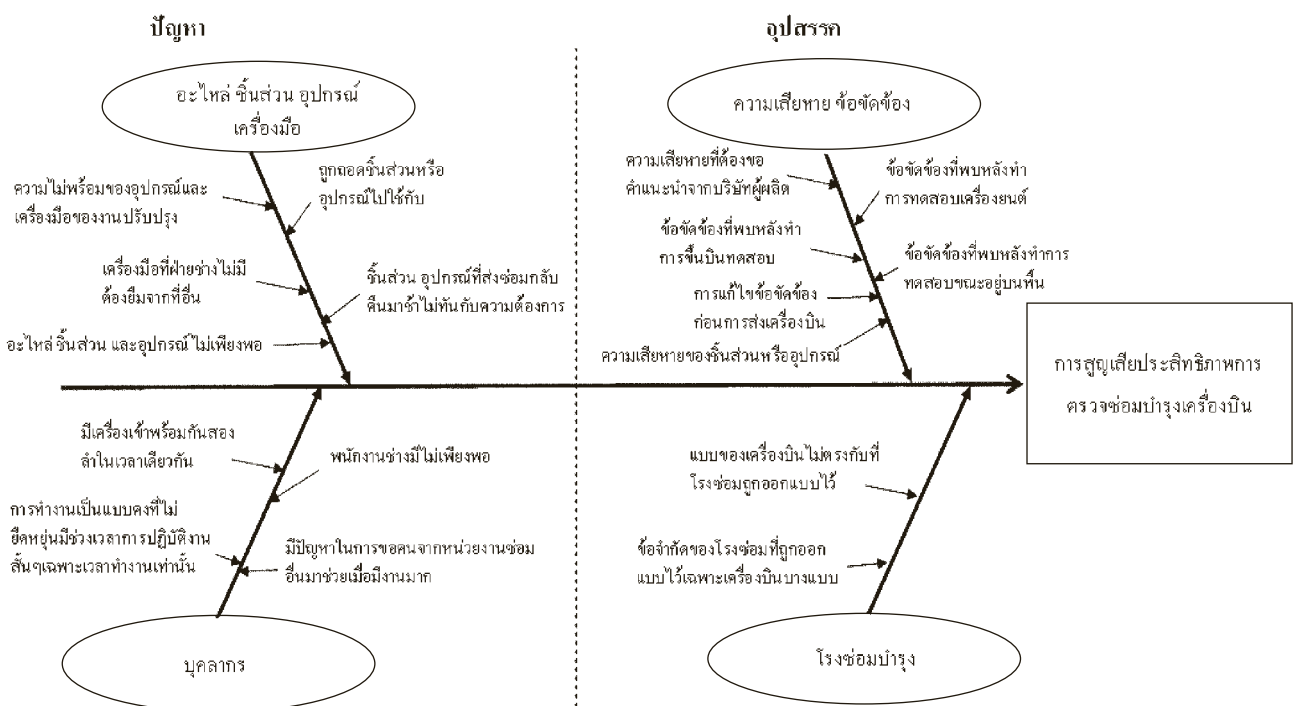 ปัญหา
อุปสรรค
อะไหล่ ชิ้นส่วน อุปกรณ์
เครื่องมือ
ความเสียหาย ข้อขัดข้อง
ความไม่พร้อมของอุปกรณ์และ
เครื่องมือของงานปรับปรุง
ถูกถอดชิ้นส่วนหรือ
อุปกรณ์ไปใช้กับ
เครื่องมือที่ฝ่ายช่างไม่มี
ต้องยืมจากที่อื่น
ชิ้นส่วน อุปกรณ์ที่ส่งซ่อมกลับ
คืนมาช้าไม่ทันกับความต้องการ
อะไหล่ ชิ้นส่วน และอุปกรณ์ไม่เพียงพอ
ความเสียหายที่ต้องขอ
คำแนะนำจากบริษัทผู้ผลิต
ข้อขัดข้องที่พบหลังทำ
การทดสอบเครื่องยนต์
ข้อขัดข้องที่พบหลังทำ
การขึ้นบินทดสอบ
ข้อขัดข้องที่พบหลังทำการ
ทดสอบขณะอยู่บนพื้น
การแก้ไขข้อขัดข้อง
ก่อนการส่งเครื่องบิน
ความเสียหายของชิ้นส่วนหรืออุปกรณ์
การสูญเสียประสิทธิภาพการ
ตรวจซ่อมบำรุงเครื่องบิน
มีเครื่องเข้าพร้อมกันสอง
ลำในเวลาเดียวกัน
พนักงานช่างมีไม่เพียงพอ
การทำงานเป็นแบบคงที่ไม่
ยืดหยุ่นมีช่วงเวลาการปฏิบัติงาน
สั้นๆเฉพาะเวลาทำงานเท่านั้น
มีปัญหาในการขอคนจากหน่วยงานซ่อม
อื่นมาช่วยเมื่อมีงานมาก
แบบของเครื่องบินไม่ตรงกับที่
โรงซ่อมถูกออกแบบไว้
ข้อจำกัดของโรงซ่อมที่ถูกออก
แบบไว้เฉพาะเครื่องบินบางแบบ
บุคลากร
โรงซ่อมบำรุง